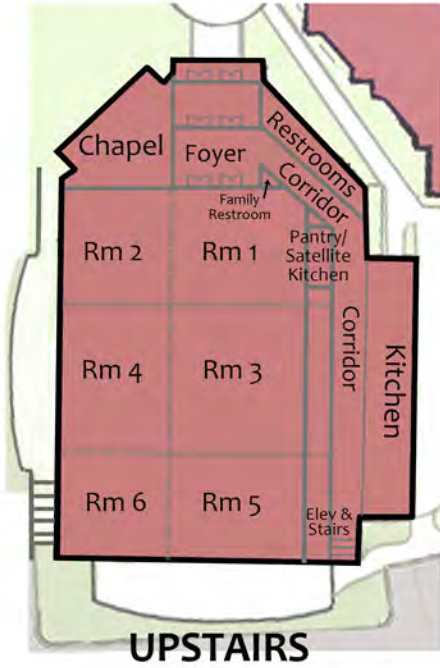 Chapel
Foyer
Restrooms
Corridor
Family
Restroom
Rm 2
Rm 1
Pantry/
Satellite
Kitchen
Rm 4
Rm 3
Corridor
Kitchen
Rm 6
Rm 5
Elev &
Stairs
UPSTAIRS